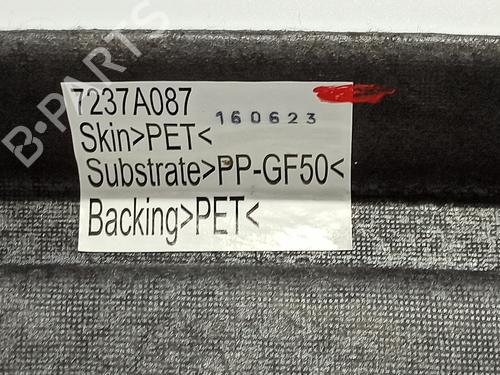 7237A087
160623
Skin>PET<
Substrate>PP-GF50<
Backing>PET<
B-PARTS